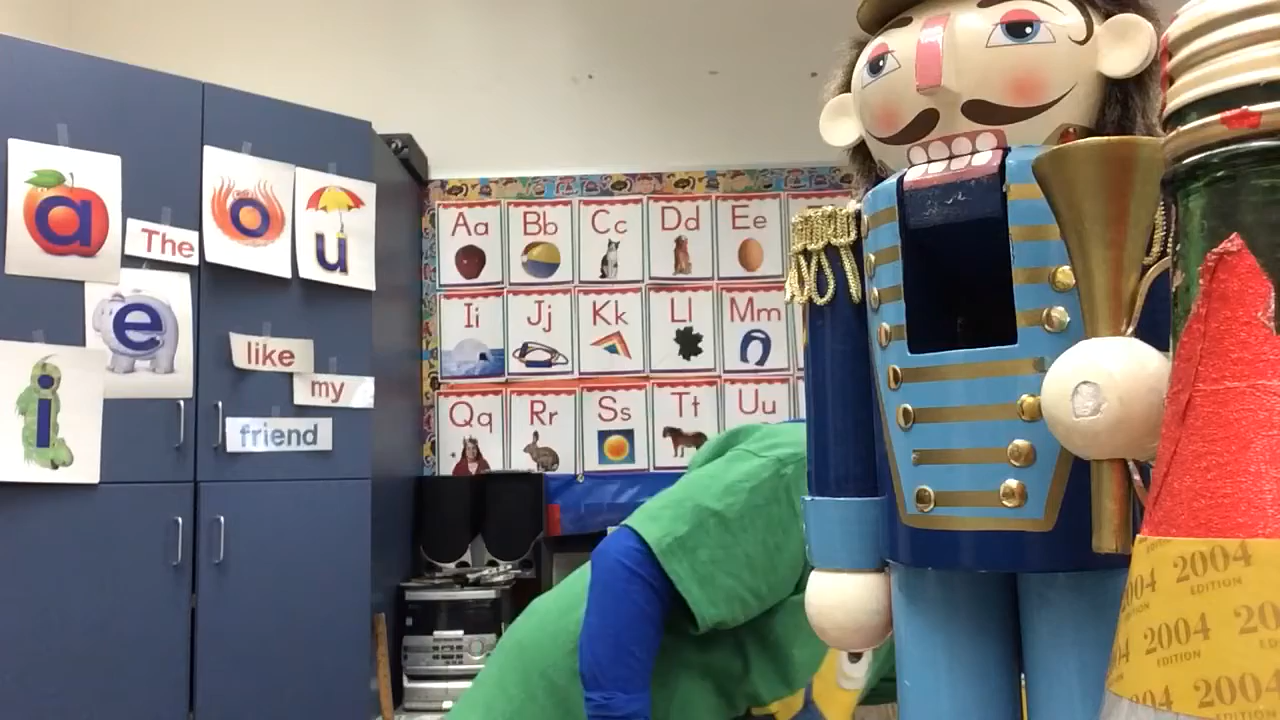 a
The
o
u
e
i
like
my
friend
Aa Bb Cc Dd Ee
Ii Jj Kk Ll Mm
Qq Rr Ss Tt Uu
2004
EDITION
2004
EDITION
2004